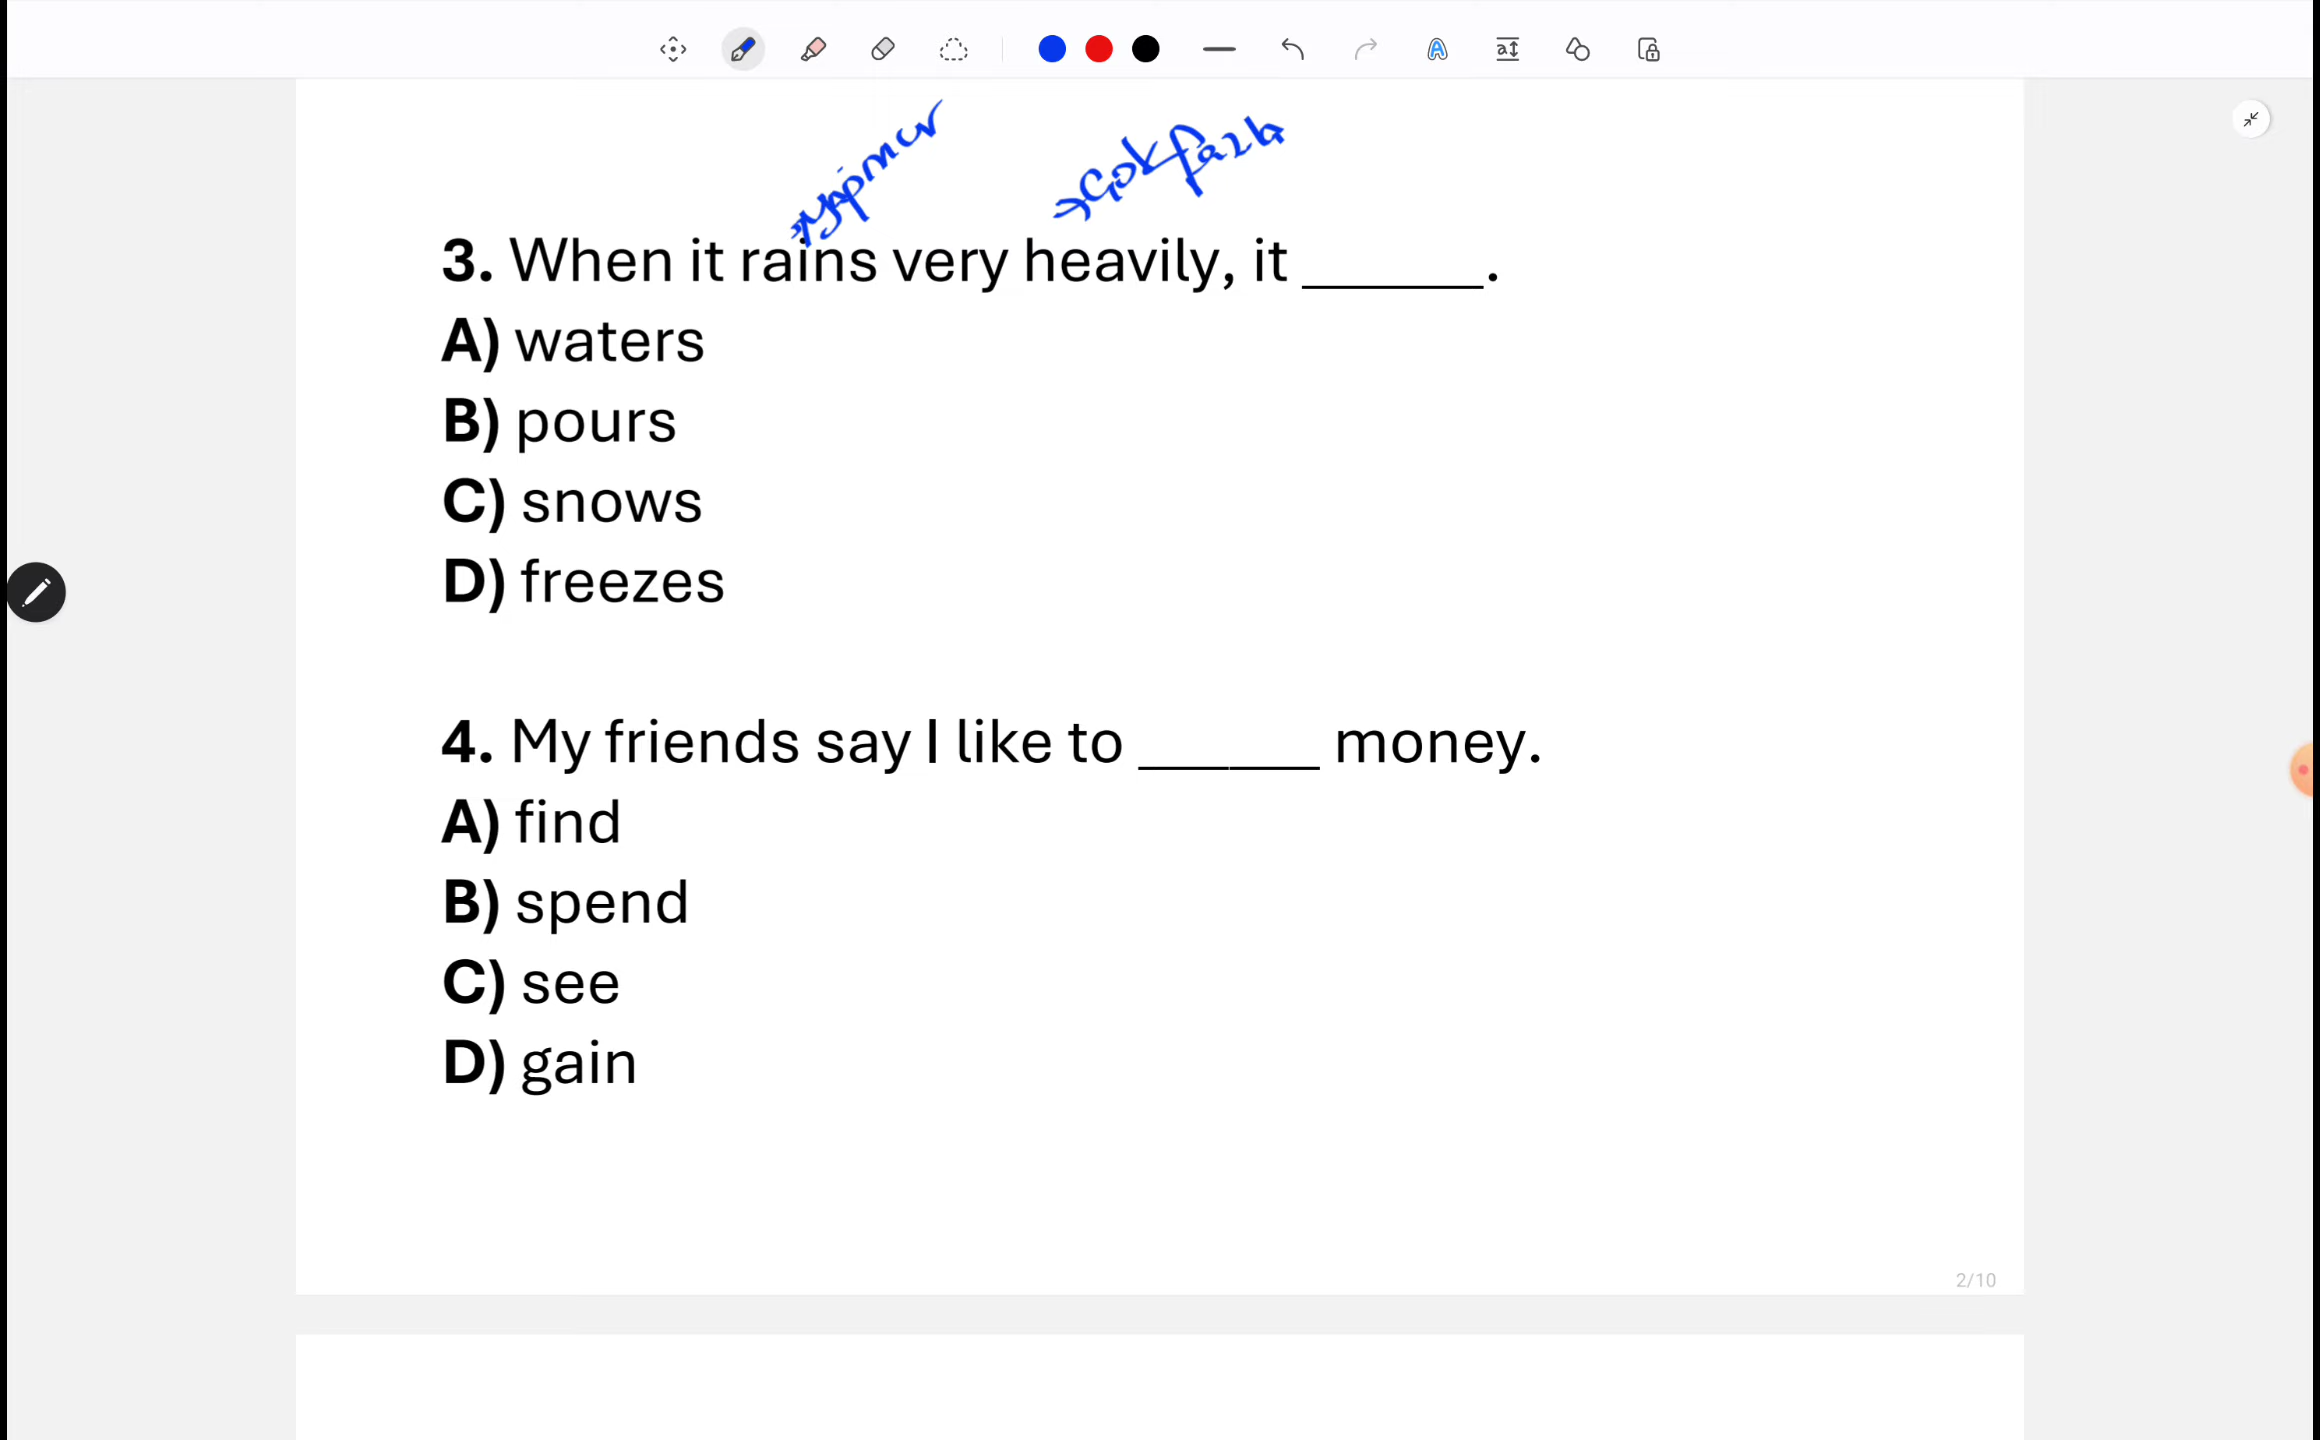 3. When it rains very heavily, it ______.
A) waters
B) pours
C) snows
D) freezes
4. My friends say I like to ______ money.
A) find
B) spend
C) see
D) gain
2/10